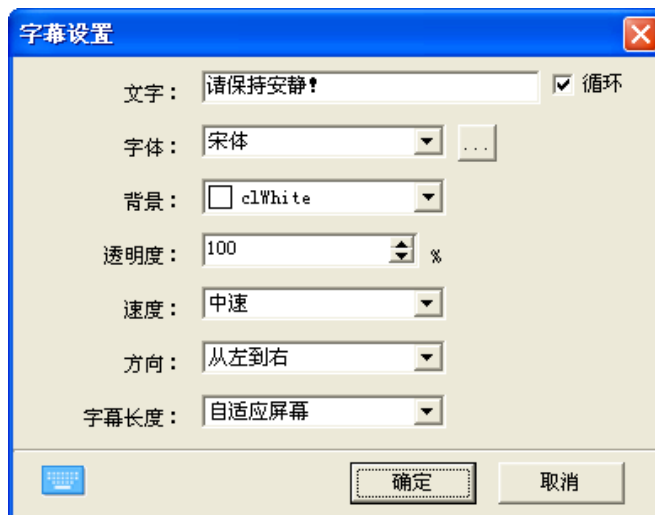 字幕设置
文字： 请保持安静！ 循环
字体： 宋体 ...
背景： clWhite
透明度： 100 %
速度： 中速
方向： 从左到右
字幕长度： 自适应屏幕
确定 取消